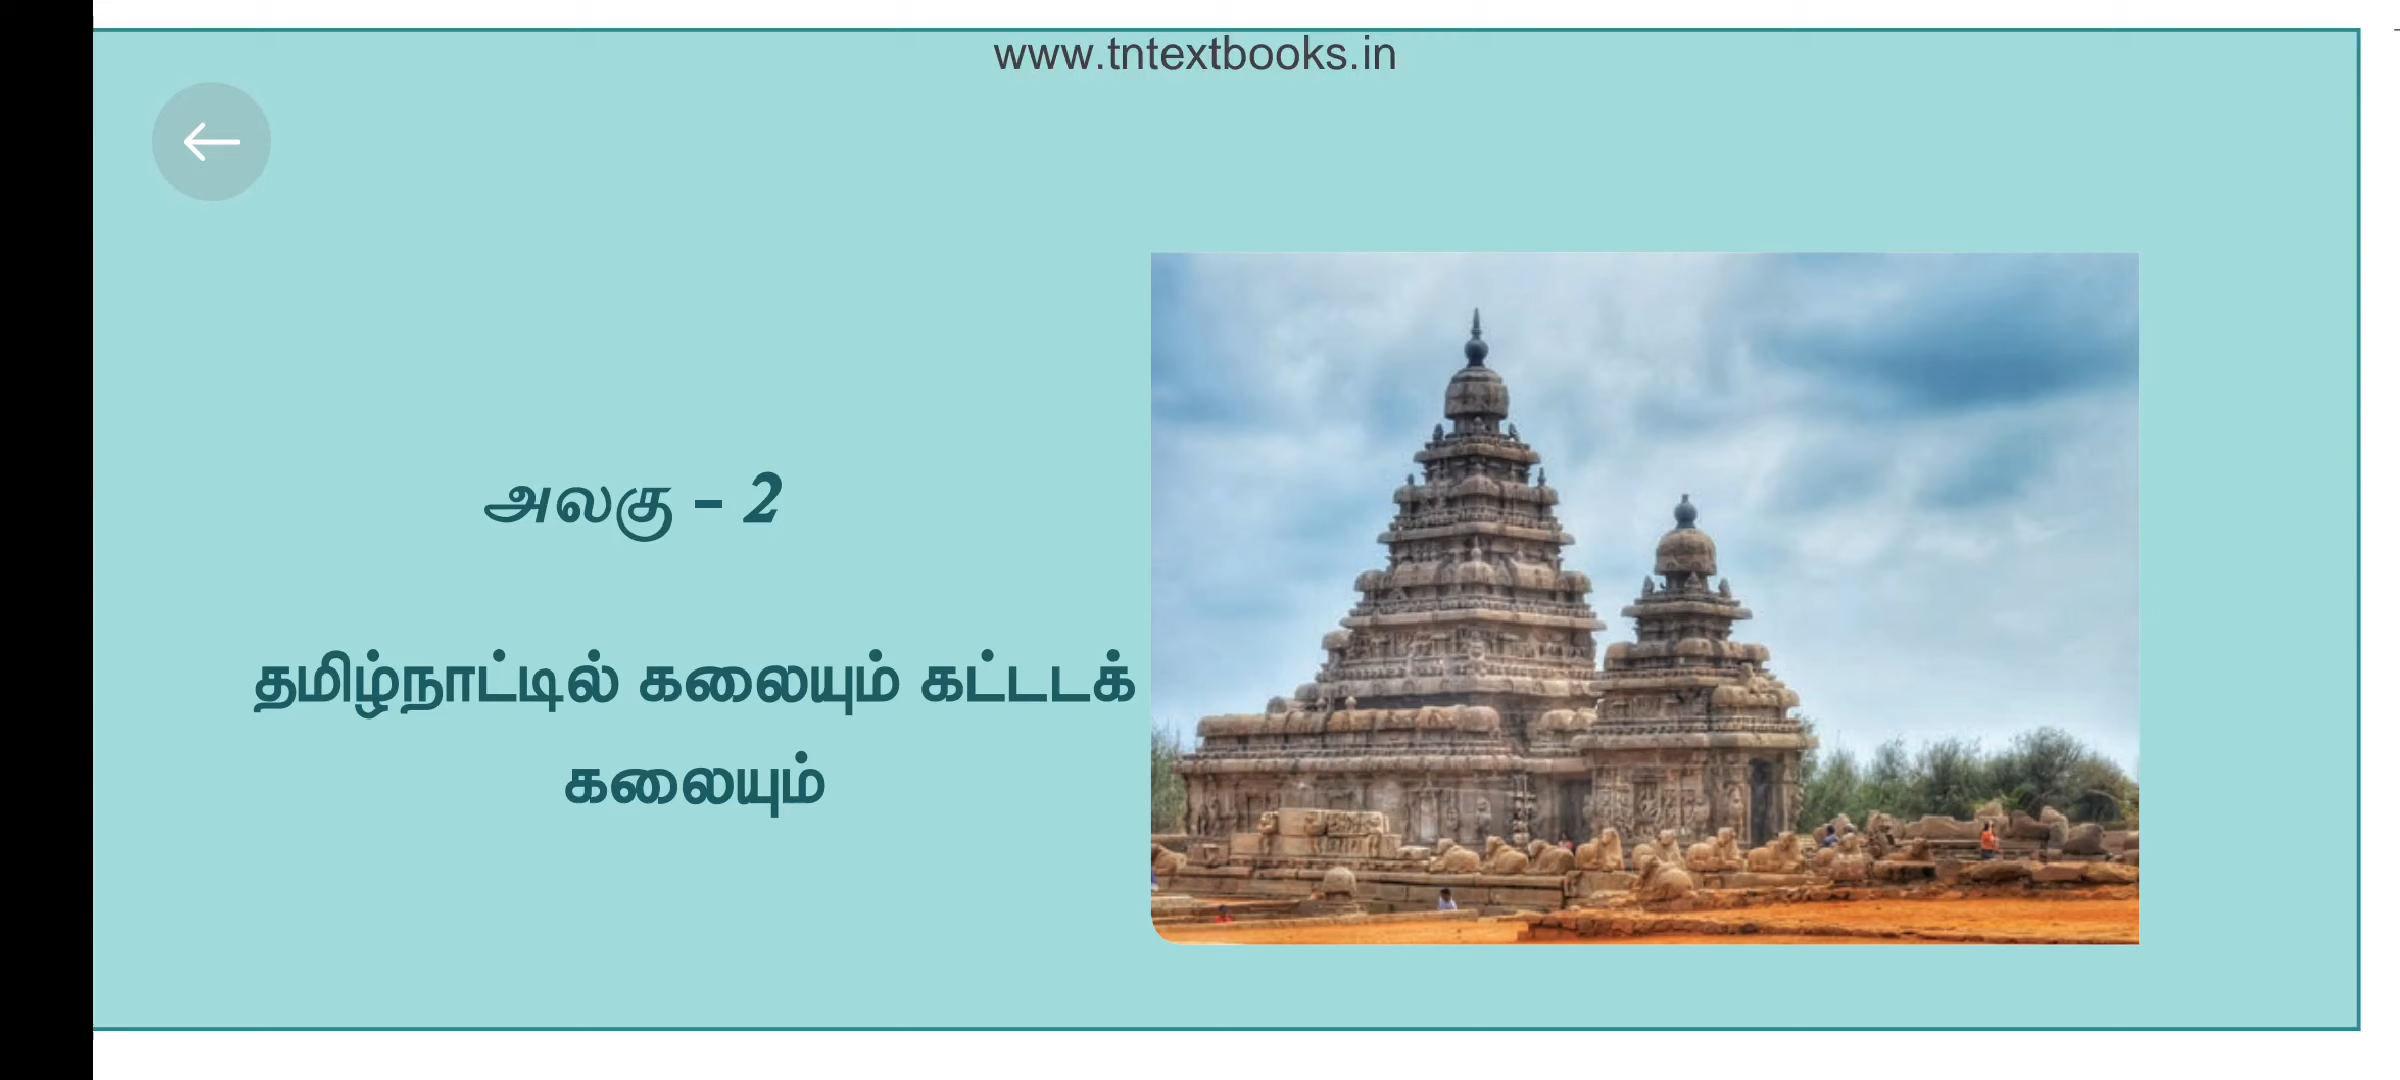 www.tntextbooks.in
அலகு – 2
தமிழ்நாட்டில் கலையும் கட்டடக்
கலையும்